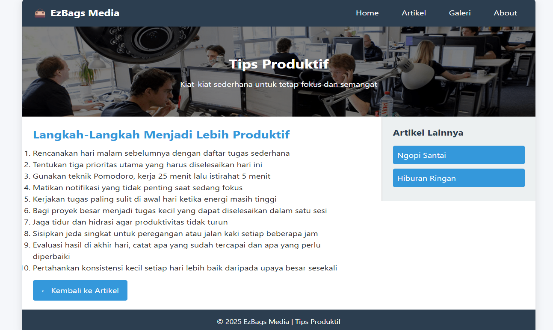 EzBags Media
Home Artikel Galeri About
Tips Produktif
Kiat-kiat sederhana untuk tetap fokus dan semangat
Langkah-Langkah Menjadi Lebih Produktif
1. Rencanakan hari malam sebelumnya dengan daftar tugas sederhana
2. Tentukan tiga prioritas utama yang harus diselesaikan hari ini
3. Gunakan teknik Pomodoro, kerja 25 menit lalu istirahat 5 menit
4. Matikan notifikasi yang tidak penting saat sedang fokus
5. Kerjakan tugas paling sulit di awal hari ketika energi masih tinggi
6. Bagi proyek besar menjadi tugas kecil yang dapat diselesaikan dalam satu sesi
7. Jaga tidur dan hidrasi agar produktivitas tidak turun
8. Sisipkan jeda singkat untuk peregangan atau jalan kaki setiap beberapa jam
9. Evaluasi hasil di akhir hari, catat apa yang sudah tercapai dan apa yang perlu
diperbaiki
10. Pertahankan konsistensi kecil setiap hari lebih baik daripada upaya besar sesekali
← Kembali ke Artikel
Artikel Lainnya
Ngopi Santai
Hiburan Ringan
© 2025 EzBags Media | Tips Produktif